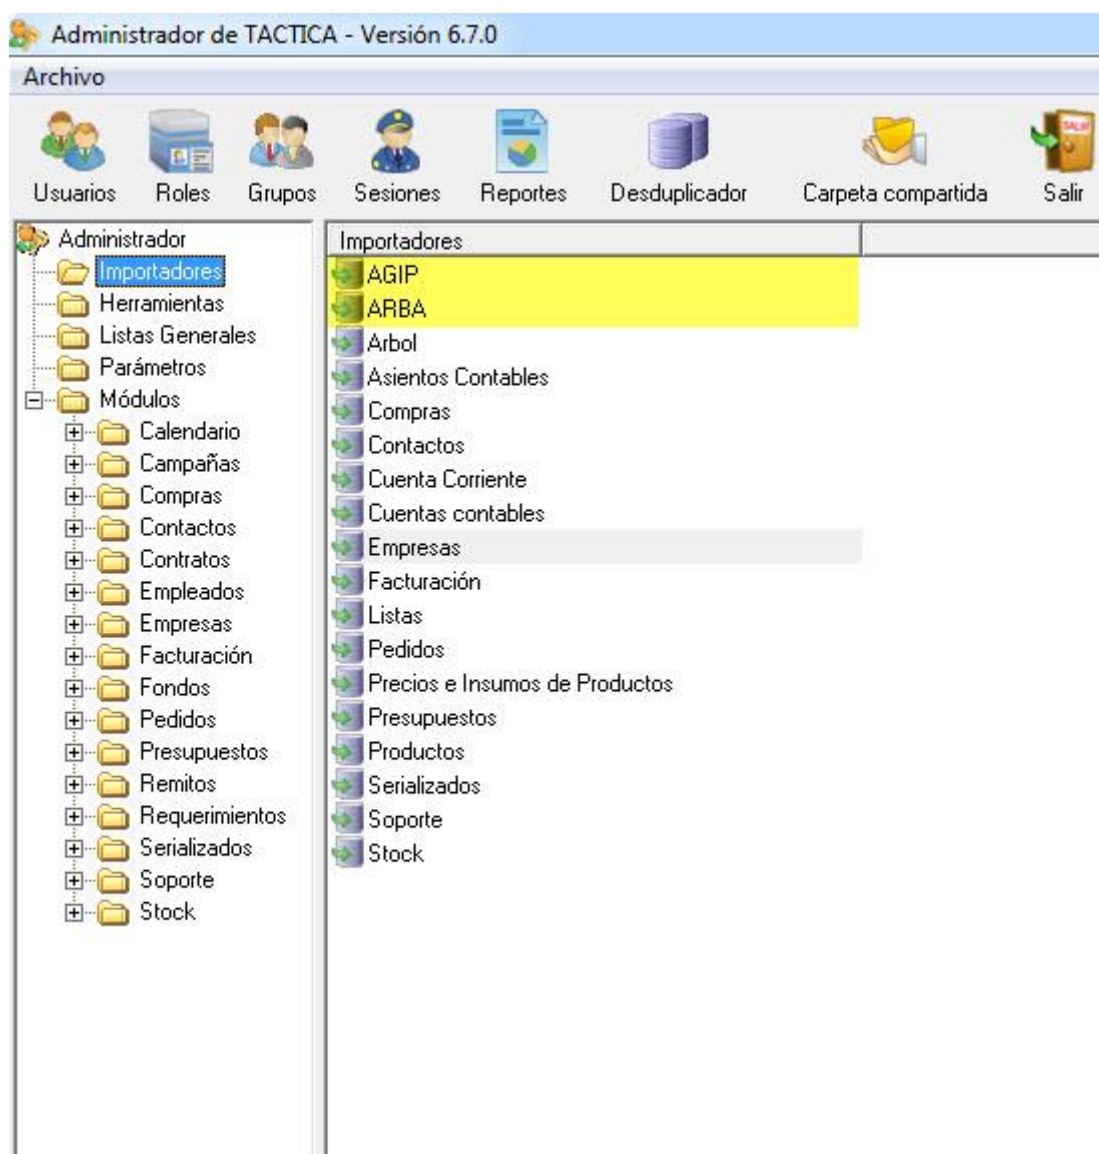 Administrador de TACTICA - Versión 6.7.0
Archivo
Usuarios
Roles
Grupos
Sesiones
Reportes
Desduplicador
Carpeta compartida
SALIR
Salir
Administrador
Importadores
Herramientas
Listas Generales
Parámetros
Módulos
Calendario
Campañas
Compras
Contactos
Contratos
Empleados
Empresas
Facturación
Fondos
Pedidos
Presupuestos
Remitos
Requerimientos
Serializados
Soporte
Stock
Importadores
AGIP
ARBA
Arbol
Asientos Contables
Compras
Contactos
Cuenta Corriente
Cuentas contables
Empresas
Facturación
Listas
Pedidos
Precios e Insumos de Productos
Presupuestos
Productos
Serializados
Soporte
Stock